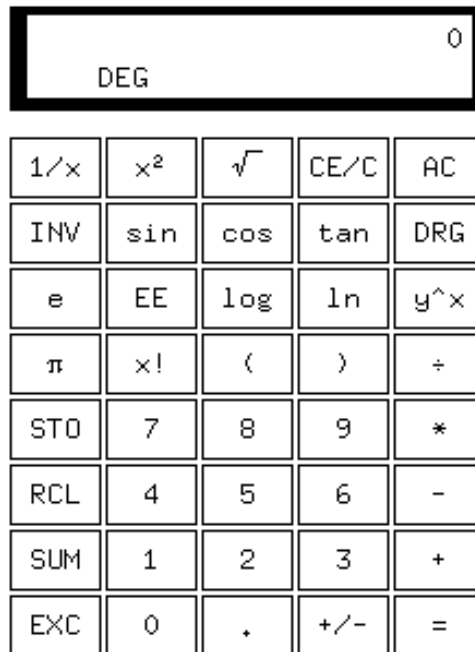 0
DEG
1/x x² √ CE/C AC
INV sin cos tan DRG
e EE log ln y^x
π x! ( ) ÷
STO 7 8 9 *
RCL 4 5 6 -
SUM 1 2 3 +
EXC 0 . +/- =